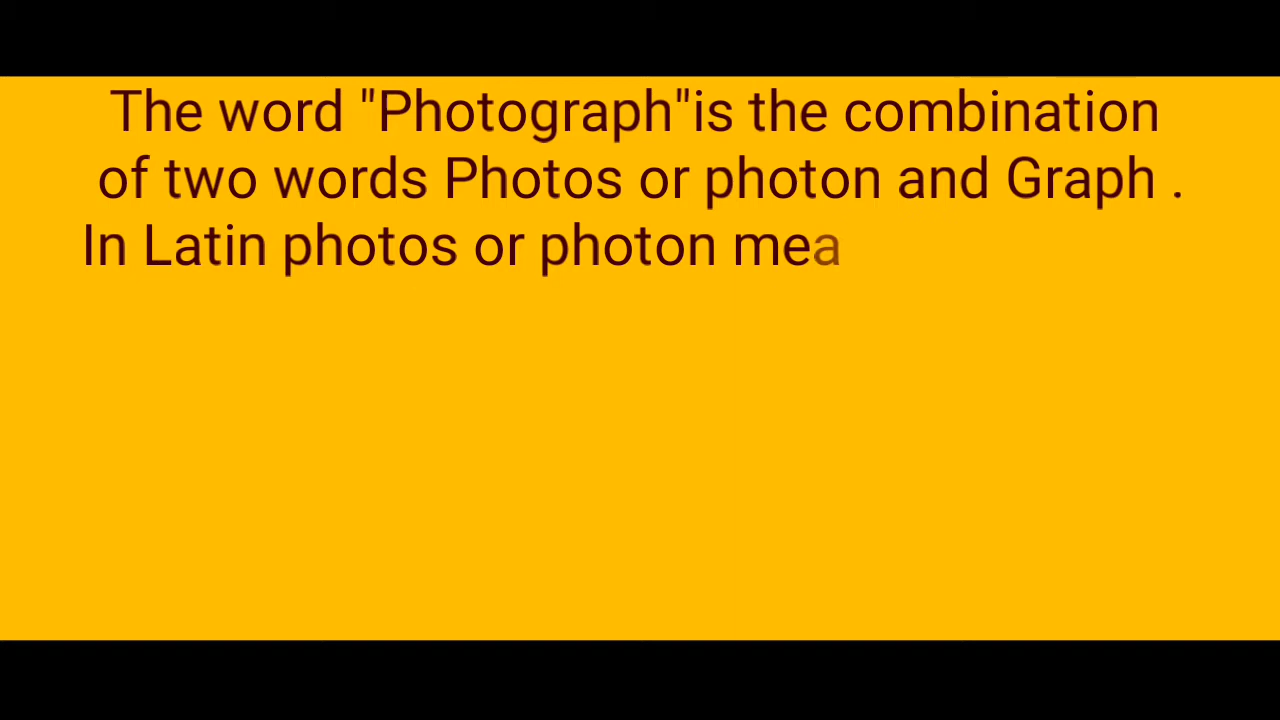 The word "Photograph"is the combination
of two words Photos or photon and Graph .
In Latin photos or photon mea